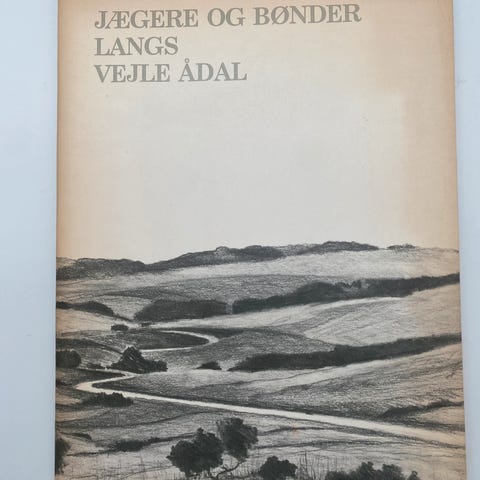 JÆGERE OG BØNDER
LANGS
VEJLE ÅDAL